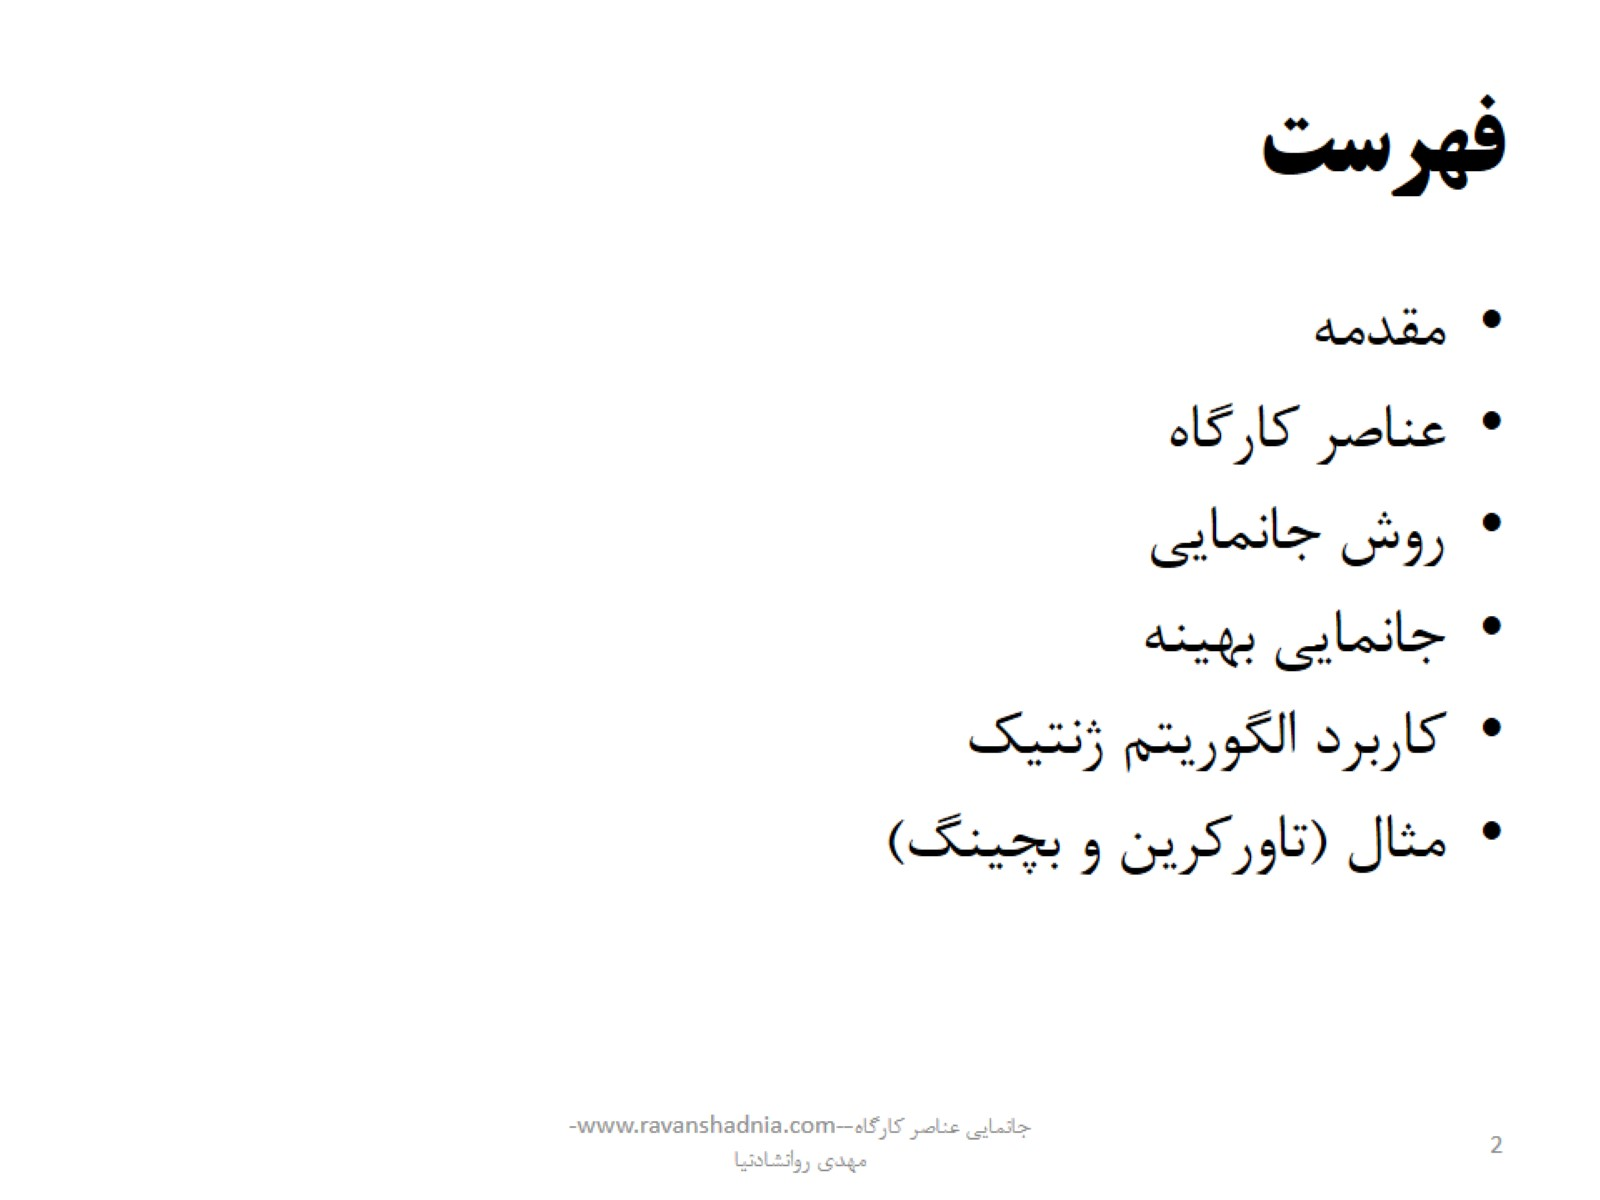 فهرست
• مقدمه
• عناصر کارگاه
• روش جانمایی
• جانمایی بهینه
• کاربرد الگوریتم ژنتیک
• مثال (تاورکرین و بچینگ)
جانمایی عناصر کارگاه--www.ravanshadnia.com-
مهدی روانشادنیا
2